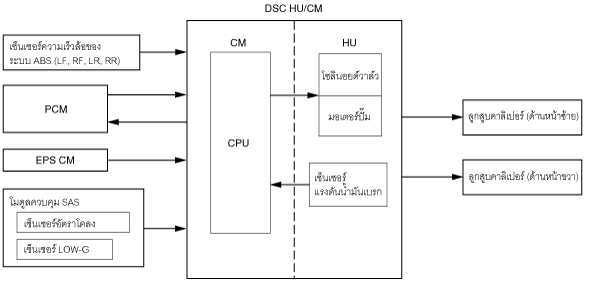 DSC HU/CM
เซ็นเซอร์ความเร็วล้อของ
ระบบ ABS (LF, RF, LR, RR)
PCM
EPS CM
โมดูลควบคุม SAS
เซ็นเซอร์อัตราโคลง
เซ็นเซอร์ LOW-G
CM
CPU
HU
โซลินอยด์วาล์ว
มอเตอร์ปั๊ม
เซ็นเซอร์
แรงดันน้ำมันเบรก
ลูกสูบคาลิเปอร์ (ด้านหน้าซ้าย)
ลูกสูบคาลิเปอร์ (ด้านหน้าขวา)